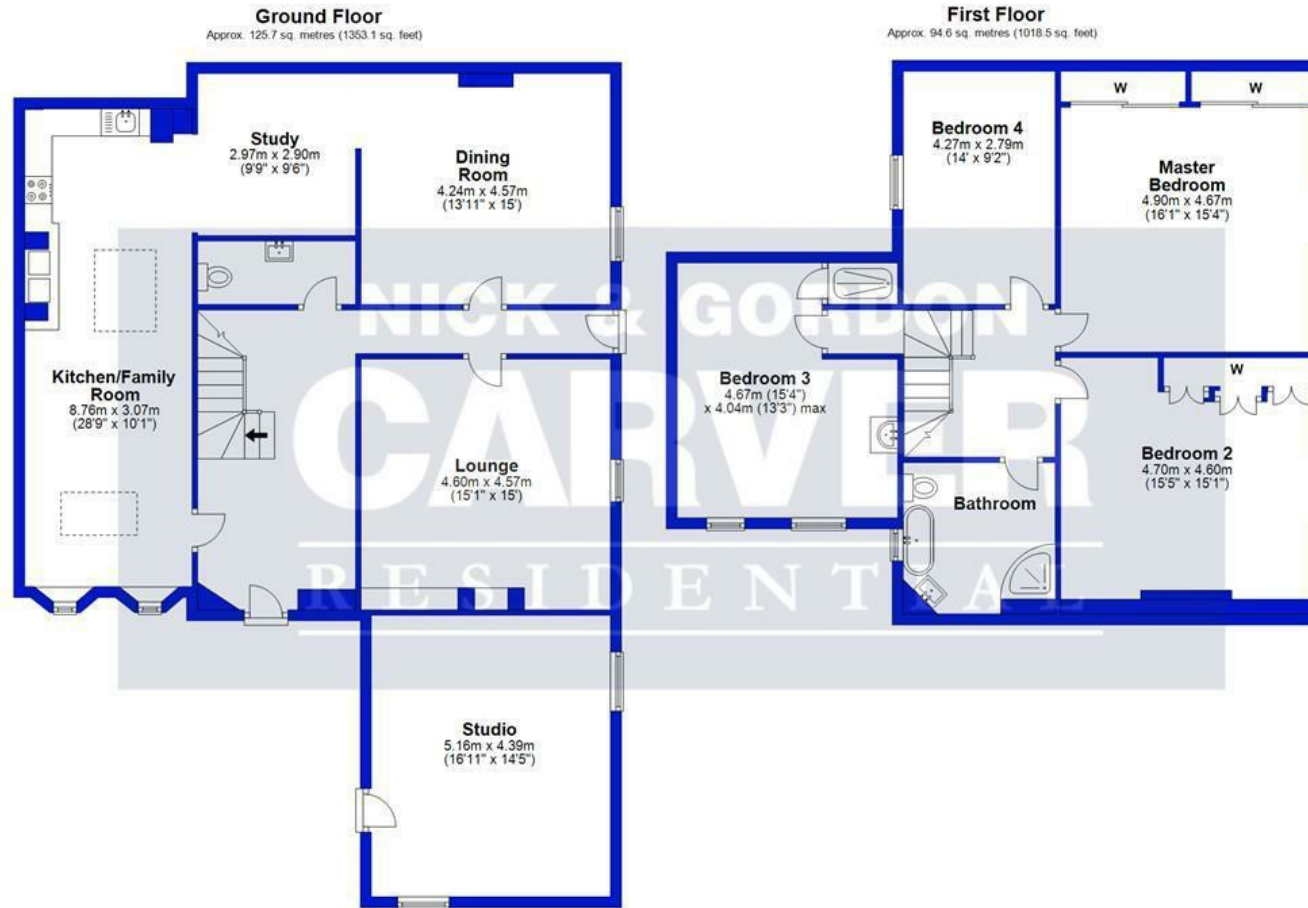 Ground Floor
Approx. 125.7 sq. metres (1353.1 sq. feet)
Study
2.97m x 2.90m
(9'9" x 9'6")
Dining
Room
4.24m x 4.57m
(13'11" x 15')
Kitchen/Family
Room
8.76m x 3.07m
(28'9" x 10'1")
Lounge
4.60m x 4.57m
(15'1" x 15')
Studio
5.16m x 4.39m
(16'11" x 14'5")
First Floor
Approx. 94.6 sq. metres (1018.5 sq. feet)
W
W
Bedroom 4
4.27m x 2.79m
(14' x 9'2")
Master
Bedroom
4.90m x 4.67m
(16'1" x 15'4")
Bedroom 3
4.67m (15'4")
x 4.04m (13'3") max
W
Bedroom 2
4.70m x 4.60m
(15'5" x 15'1")
Bathroom
NICK & GORDON
CARVER
RESIDENTIAL